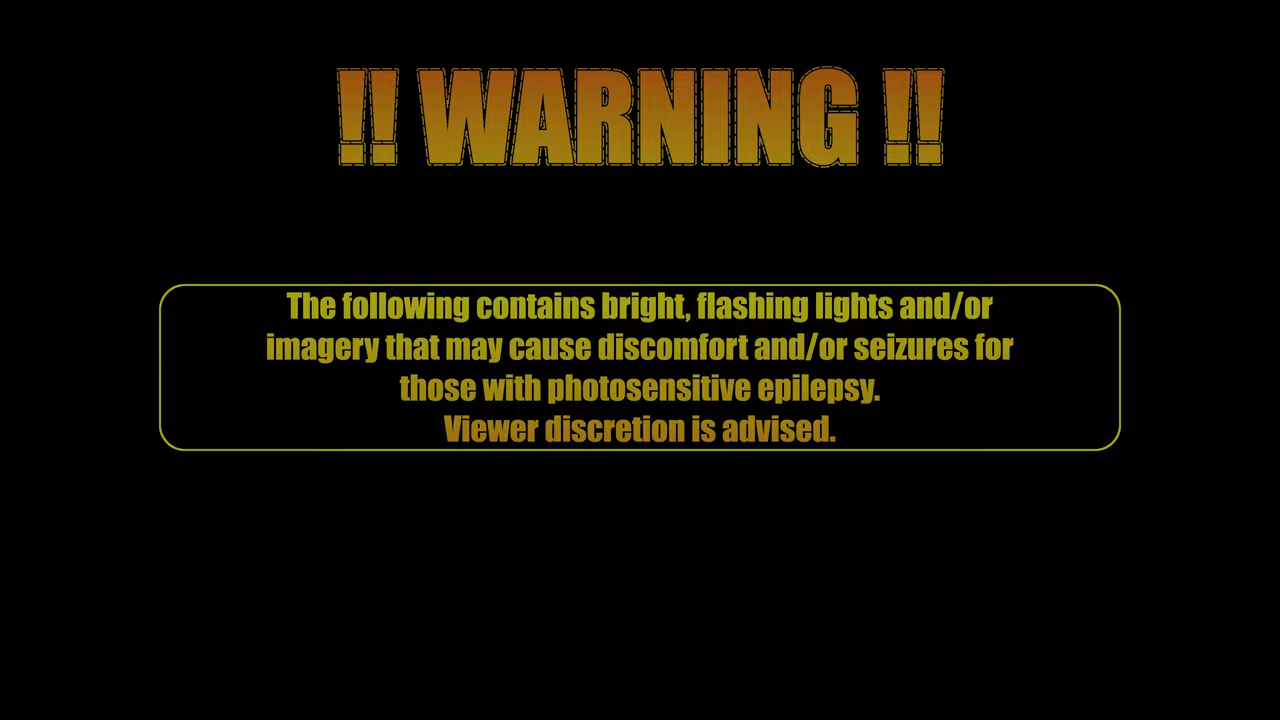 !! WARNING !!
The following contains bright, flashing lights and/or
imagery that may cause discomfort and/or seizures for
those with photosensitive epilepsy.
Viewer discretion is advised.